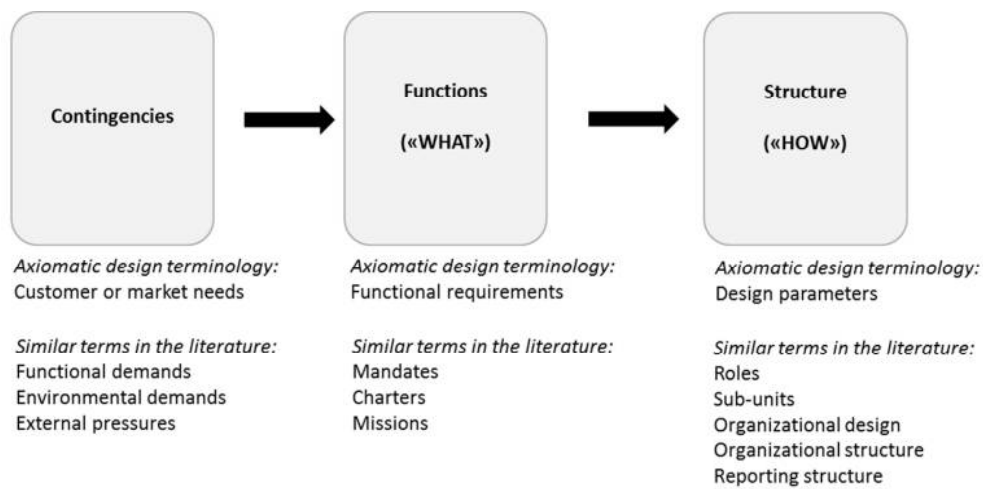 Contingencies
Functions
(«WHAT»)
Structure
(«HOW»)
Axiomatic design terminology:
Customer or market needs
Similar terms in the literature:
Functional demands
Environmental demands
External pressures
Axiomatic design terminology:
Functional requirements
Similar terms in the literature:
Mandates
Charters
Missions
Axiomatic design terminology:
Design parameters
Similar terms in the literature:
Roles
Sub-units
Organizational design
Organizational structure
Reporting structure